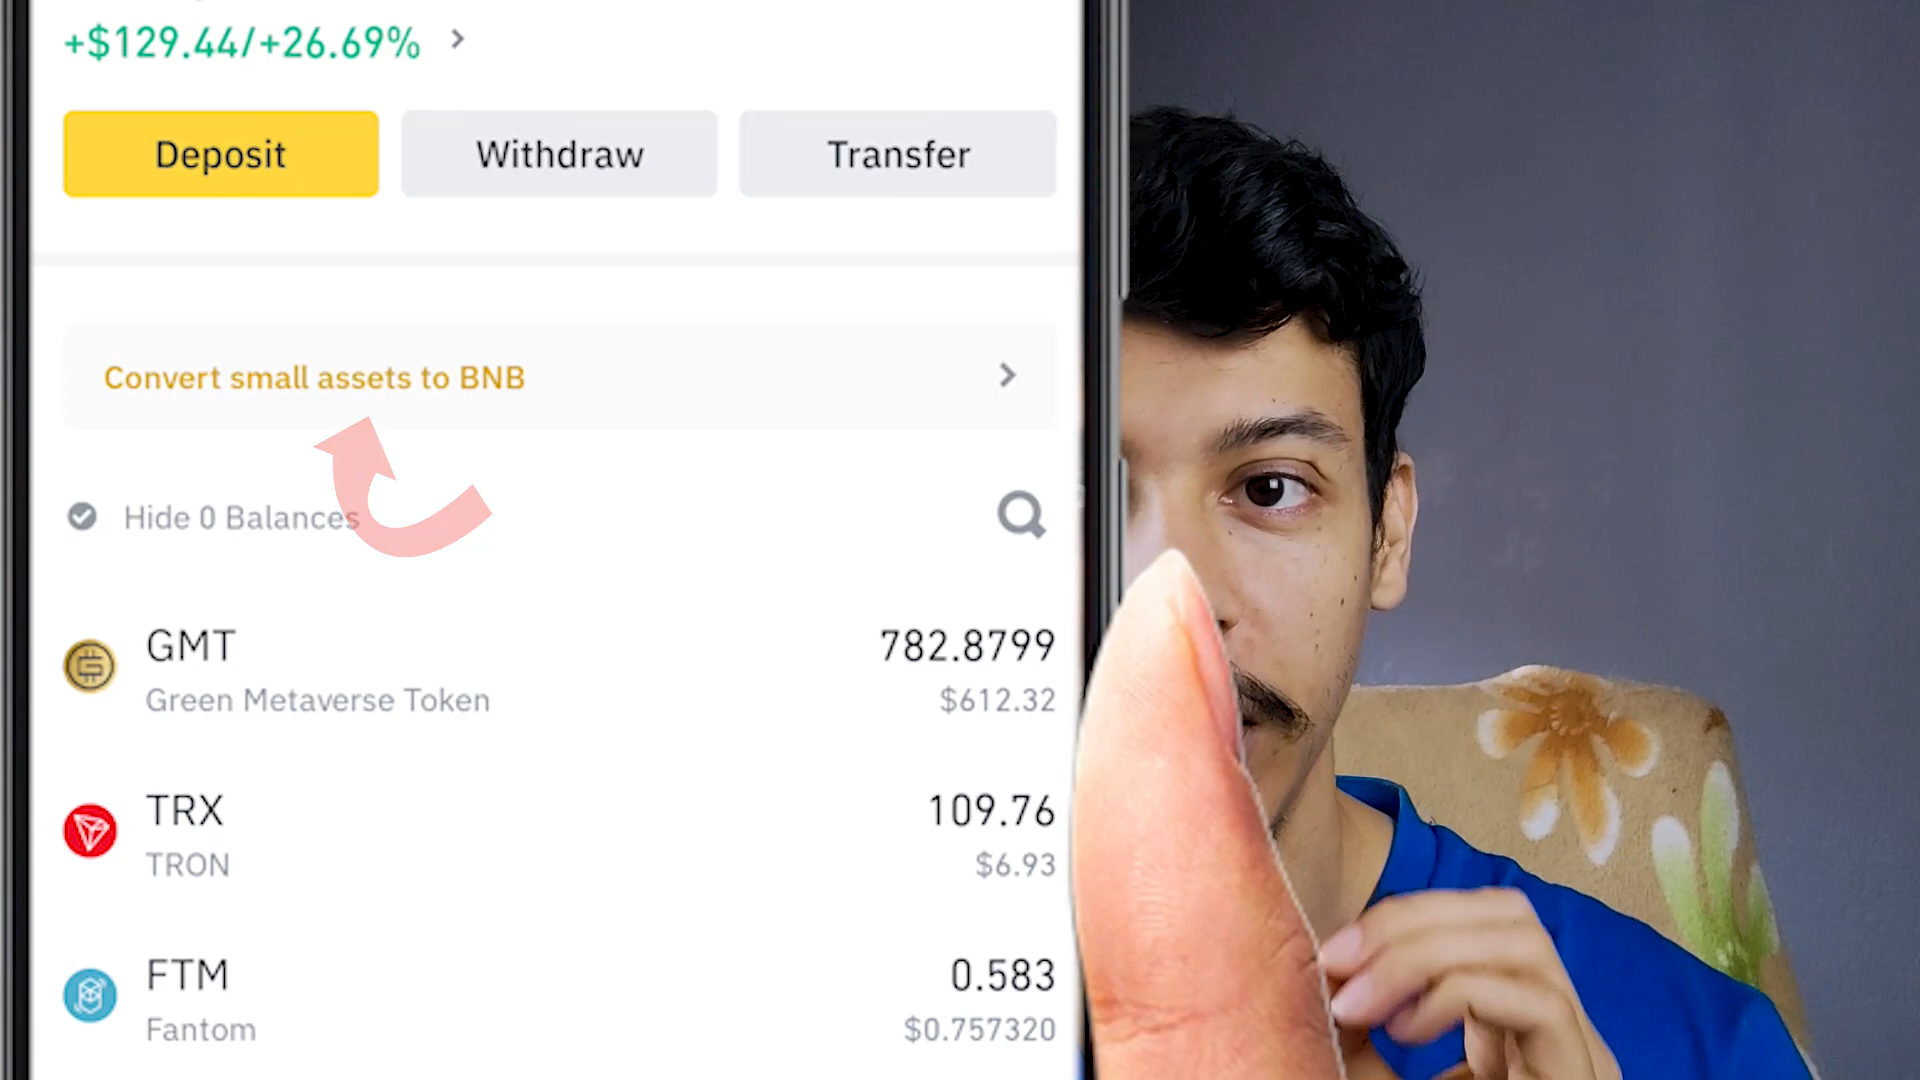 +$129.44/+26.69%
Deposit Withdraw Transfer
Convert small assets to BNB
Hide 0 Balances
GMT 782.8799
Green Metaverse Token $612.32
TRX 109.76
TRON $6.93
FTM 0.583
Fantom $0.757320